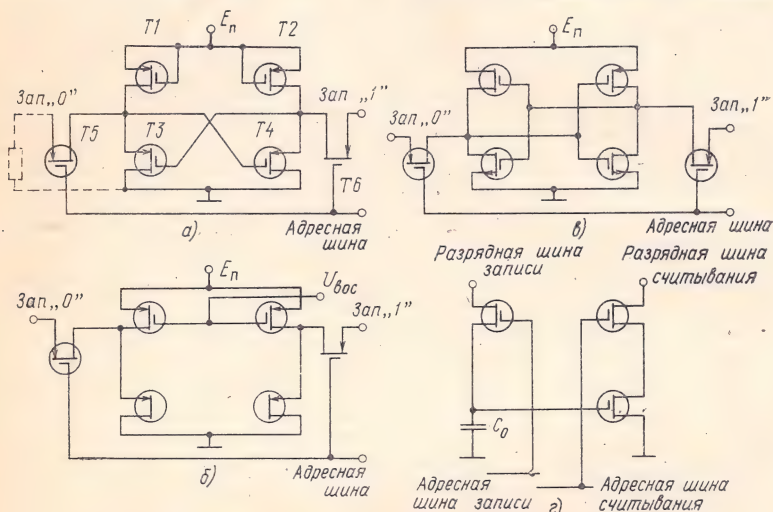 T1
Eп
T2
Зап„0"
T5
T3
T4
Зап „1"
T6
а)
Адресная
шина
Eп
Зап„0"
Зап„1"
в)
Адресная шина
Разрядная шина
записи
Разрядная шина
считывания
Eп
Uвос
Зап„0"
Зап„1"
б)
Адресная
шина
C0
Адресная
шина записи
г)
Адресная шина
считывания